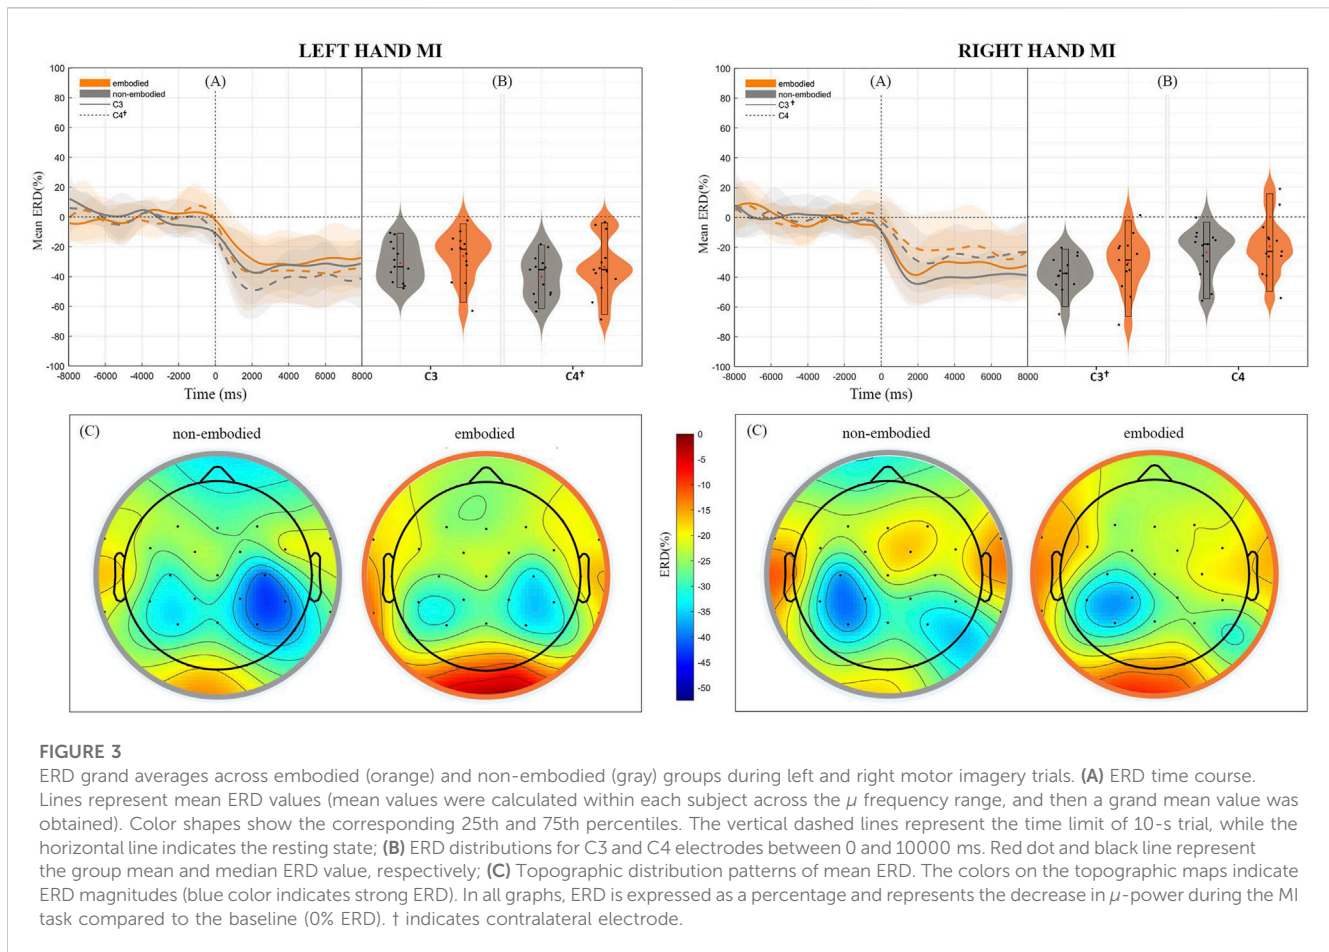 LEFT HAND MI
RIGHT HAND MI
(A)
(B)
embodied
non-embodied
C3
C4†
100
80
60
40
20
0
-20
-40
-60
-80
-100
Mean ERD(%)
-8000 -6000 -4000 -2000 0 2000 4000 6000 8000
Time (ms)
C3
C4†
(A)
(B)
embodied
non-embodied
C3†
C4
100
80
60
40
20
0
-20
-40
-60
-80
-100
Mean ERD(%)
-8000 -6000 -4000 -2000 0 2000 4000 6000 8000
Time (ms)
C3†
C4
(C)
non-embodied
embodied
0
-5
-10
-15
-20
-25
-30
-35
-40
-45
-50
ERD(%)
(C)
non-embodied
embodied
FIGURE 3
ERD grand averages across embodied (orange) and non-embodied (gray) groups during left and right motor imagery trials. (A) ERD time course.
Lines represent mean ERD values (mean values were calculated within each subject across the μ frequency range, and then a grand mean value was
obtained). Color shapes show the corresponding 25th and 75th percentiles. The vertical dashed lines represent the time limit of 10-s trial, while the
horizontal line indicates the resting state; (B) ERD distributions for C3 and C4 electrodes between 0 and 10000 ms. Red dot and black line represent
the group mean and median ERD value, respectively; (C) Topographic distribution patterns of mean ERD. The colors on the topographic maps indicate
ERD magnitudes (blue color indicates strong ERD). In all graphs, ERD is expressed as a percentage and represents the decrease in μ-power during the MI
task compared to the baseline (0% ERD). † indicates contralateral electrode.